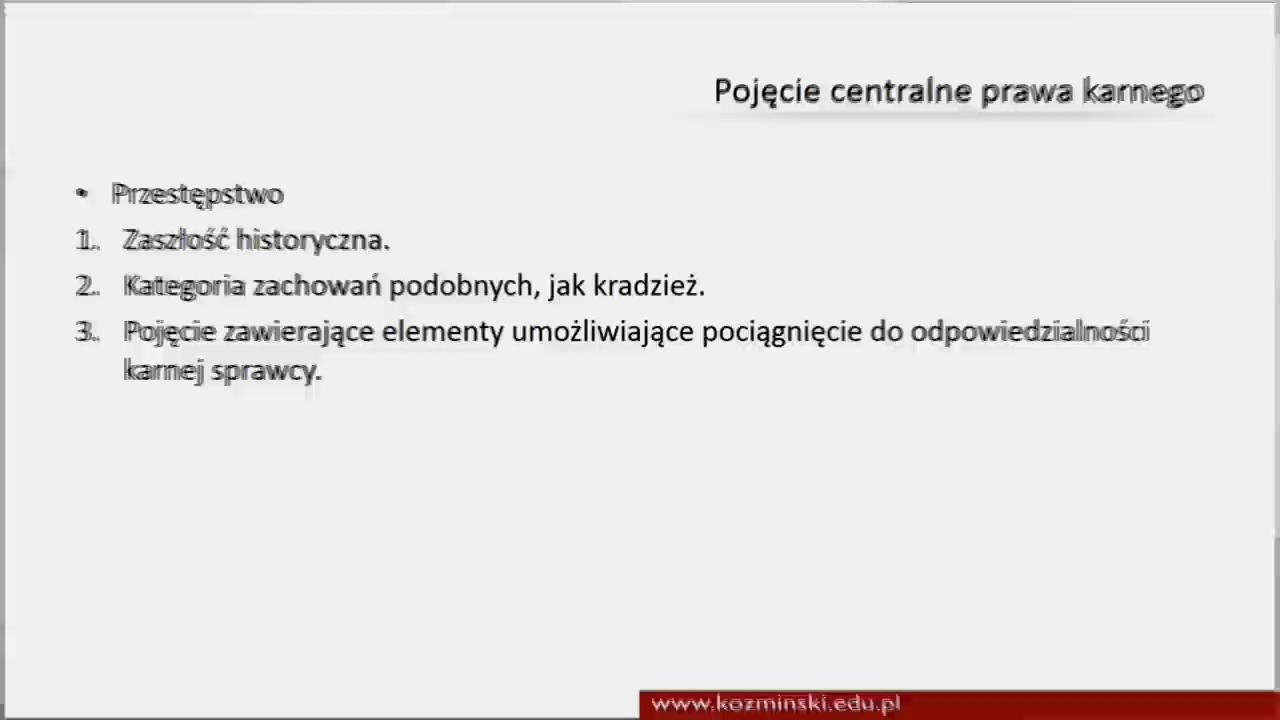 Pojęcie centralne prawa karnego
• Przestępstwo
1. Zaszłość historyczna.
2. Kategoria zachowań podobnych, jak kradzież.
3. Pojęcie zawierające elementy umożliwiające pociągnięcie do odpowiedzialności
karnej sprawcy.
www.kozminski.edu.pl